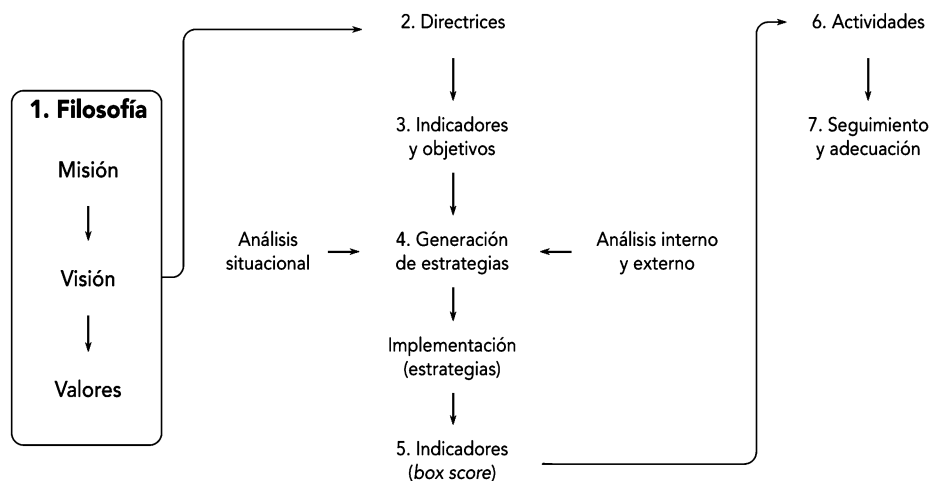 1. Filosofía
Misión
Visión
Valores
2. Directrices
3. Indicadores
y objetivos
Análisis
situacional
4. Generación
de estrategias
Análisis interno
y externo
Implementación
(estrategias)
5. Indicadores
(box score)
6. Actividades
7. Seguimiento
y adecuación